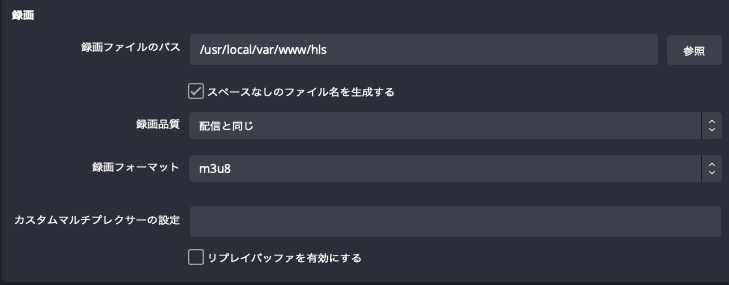 録画
録画ファイルのパス
/usr/local/var/www/hls
参照
スペースなしのファイル名を生成する
録画品質
配信と同じ
録画フォーマット
m3u8
カスタムマルチプレクサーの設定
リプレイバッファを有効にする